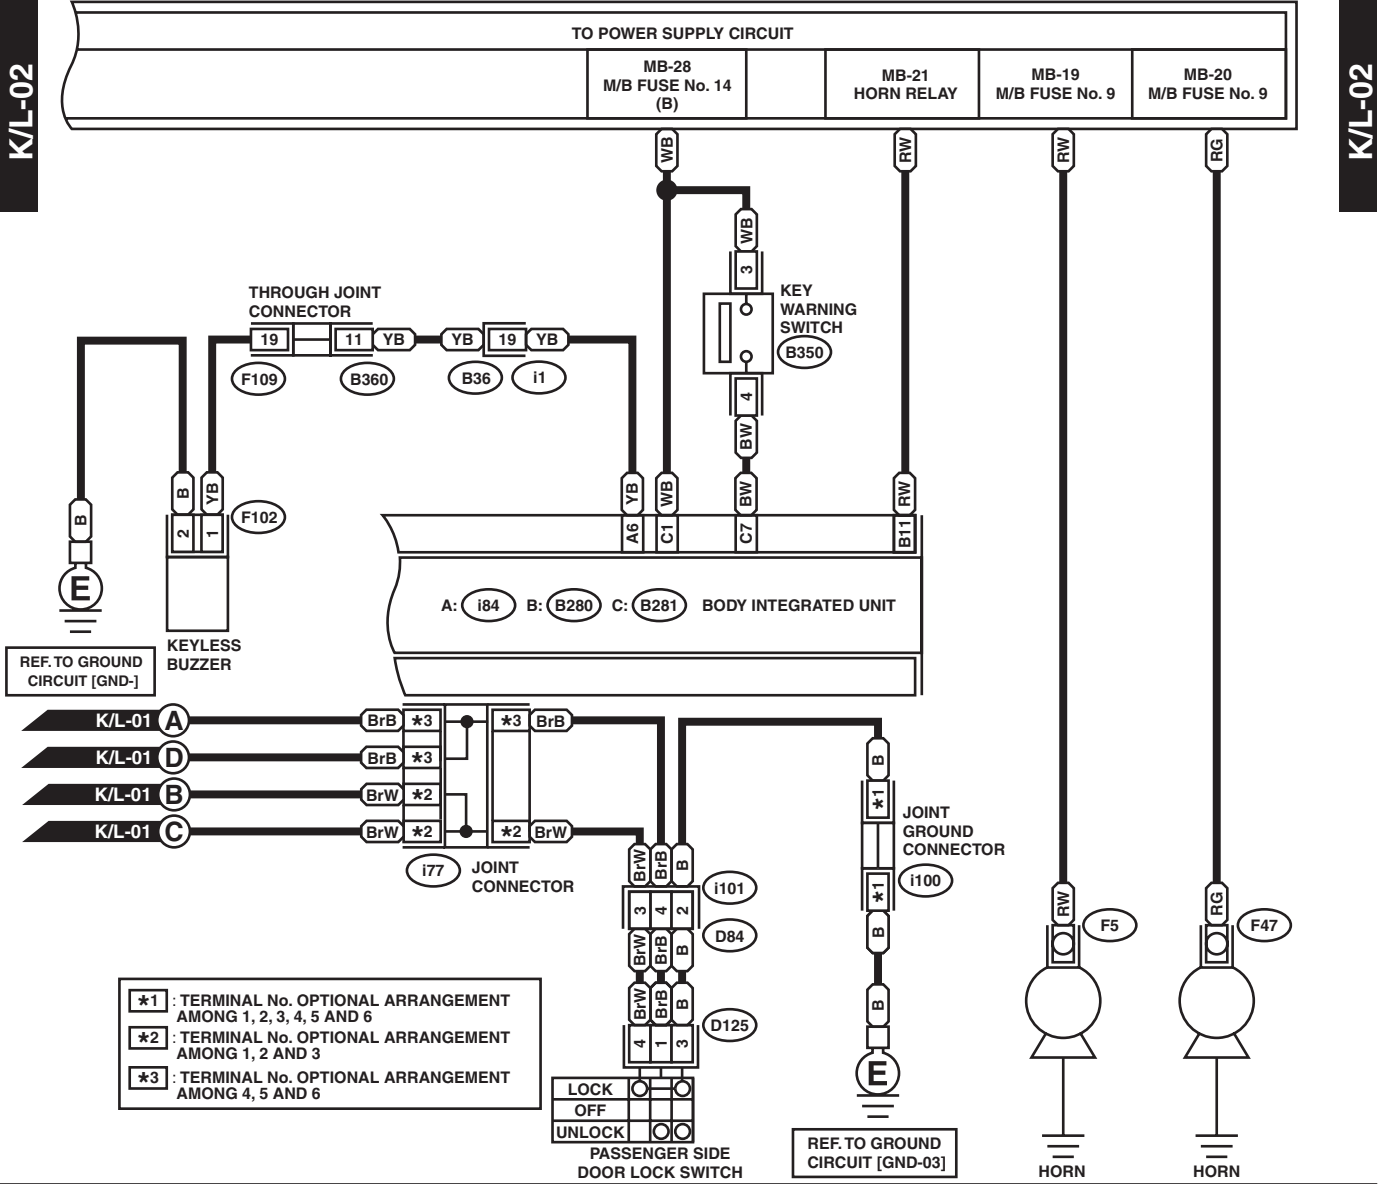 K/L-02
K/L-02
TO POWER SUPPLY CIRCUIT
MB-28
M/B FUSE No. 14
(B)
MB-21
HORN RELAY
MB-19
M/B FUSE No. 9
MB-20
M/B FUSE No. 9
WB
RW
RW
RG
WB
3
KEY
WARNING
SWITCH
B350
4
BW
THROUGH JOINT
CONNECTOR
19
11
YB
YB
19
YB
F109
B360
B36
i1
B
YB
2
1
F102
B
E
KEYLESS
BUZZER
REF. TO GROUND
CIRCUIT [GND-]
YB
WB
BW
RW
A6
C1
C7
B11
A: i84 B: B280 C: B281 BODY INTEGRATED UNIT
K/L-01 A
BrB
*3
*3
BrB
K/L-01 D
BrB
*3
K/L-01 B
BrW
*2
K/L-01 C
BrW
*2
*2
BrW
i77
JOINT
CONNECTOR
B
*1
JOINT
GROUND
CONNECTOR
*1
i100
B
B
E
REF. TO GROUND
CIRCUIT [GND-03]
BrW
BrB
B
i101
3
4
2
D84
BrW
BrB
B
BrW
BrB
B
D125
4
1
3
LOCK
OFF
UNLOCK
PASSENGER SIDE
DOOR LOCK SWITCH
RW
F5
HORN
RG
F47
HORN
*1 : TERMINAL No. OPTIONAL ARRANGEMENT
AMONG 1, 2, 3, 4, 5 AND 6
*2 : TERMINAL No. OPTIONAL ARRANGEMENT
AMONG 1, 2 AND 3
*3 : TERMINAL No. OPTIONAL ARRANGEMENT
AMONG 4, 5 AND 6